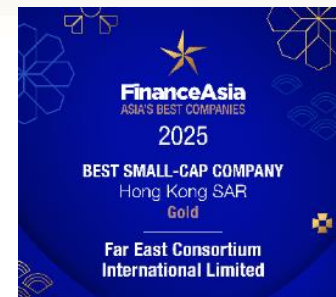 FinanceAsia
ASIA'S BEST COMPANIES
2025
BEST SMALL-CAP COMPANY
Hong Kong SAR
Gold
Far East Consortium
International Limited